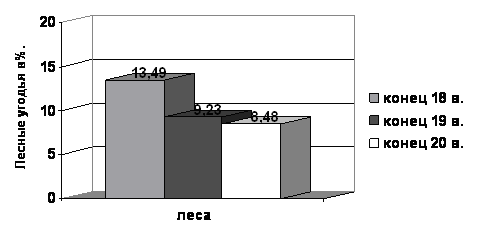 Лесные угодья в%.
20
15
10
5
0
13,49
9,23
8,48
леса
конец 18 в.
конец 19 в.
конец 20 в.